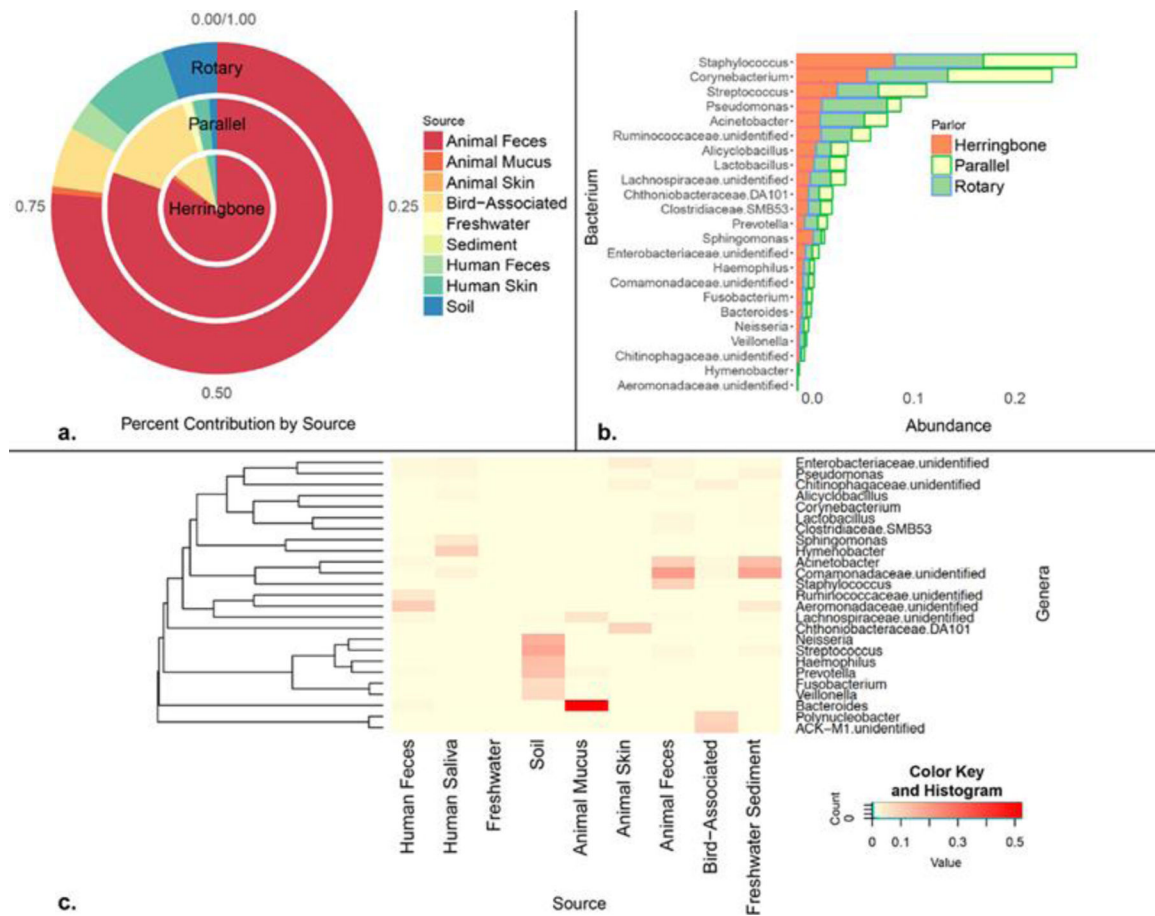 0.00/1.00
Rotary
Parallel
Herringbone
0.75
0.25
0.50
Source
Animal Feces
Animal Mucus
Animal Skin
Bird-Associated
Freshwater
Sediment
Human Feces
Human Skin
Soil
Percent Contribution by Source
a.
Bacterium
Staphylococcus
Corynebacterium
Streptococcus
Pseudomonas
Acinetobacter
Ruminococcaceae.unidentified
Alicyclobacillus
Lactobacillus
Lachnospiraceae.unidentified
Chthoniobacteraceae.DA101
Clostridiaceae.SMB53
Prevotella
Sphingomonas
Enterobacteriaceae.unidentified
Haemophilus
Comamonadaceae.unidentified
Fusobacterium
Bacteroides
Neisseria
Veillonella
Chitinophagaceae.unidentified
Hymenobacter
Aeromonadaceae.unidentified
Parlor
Herringbone
Parallel
Rotary
0.0 0.1 0.2
Abundance
b.
Enterobacteriaceae.unidentified
Pseudomonas
Chitinophagaceae.unidentified
Alicyclobacillus
Corynebacterium
Lactobacillus
Clostridiaceae.SMB53
Sphingomonas
Hymenobacter
Acinetobacter
Comamonadaceae.unidentified
Staphylococcus
Ruminococcaceae.unidentified
Aeromonadaceae.unidentified
Lachnospiraceae.unidentified
Chthoniobacteraceae.DA101
Neisseria
Streptococcus
Haemophilus
Prevotella
Fusobacterium
Veillonella
Bacteroides
Polynucleobacter
ACK-M1.unidentified
Genera
Human Feces
Human Saliva
Freshwater
Soil
Animal Mucus
Animal Skin
Animal Feces
Bird-Associated
Freshwater Sediment
Source
Color Key
and Histogram
Count
0
0 0.1 0.3 0.5
Value
c.